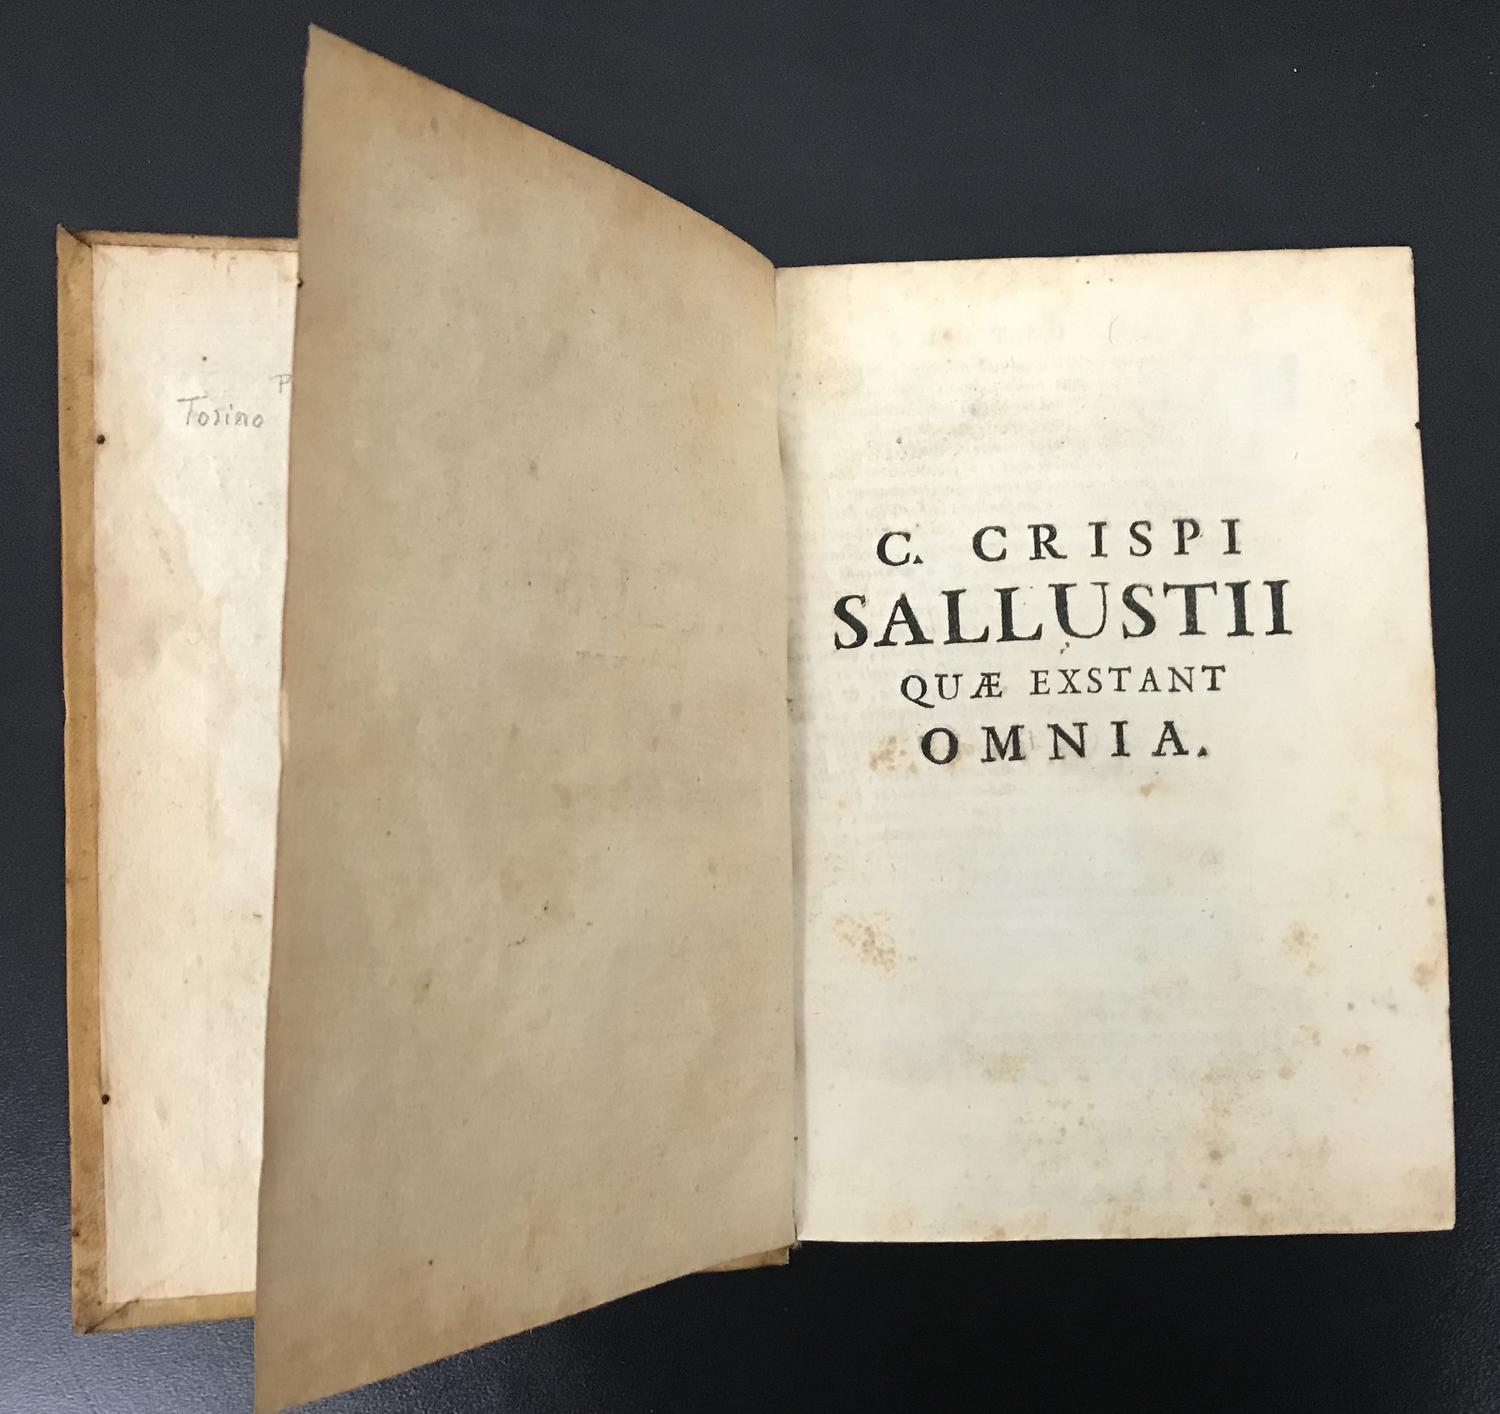 Torino
C. CRISPI
SALLUSTII
QUÆ EXSTANT
OMNIA.